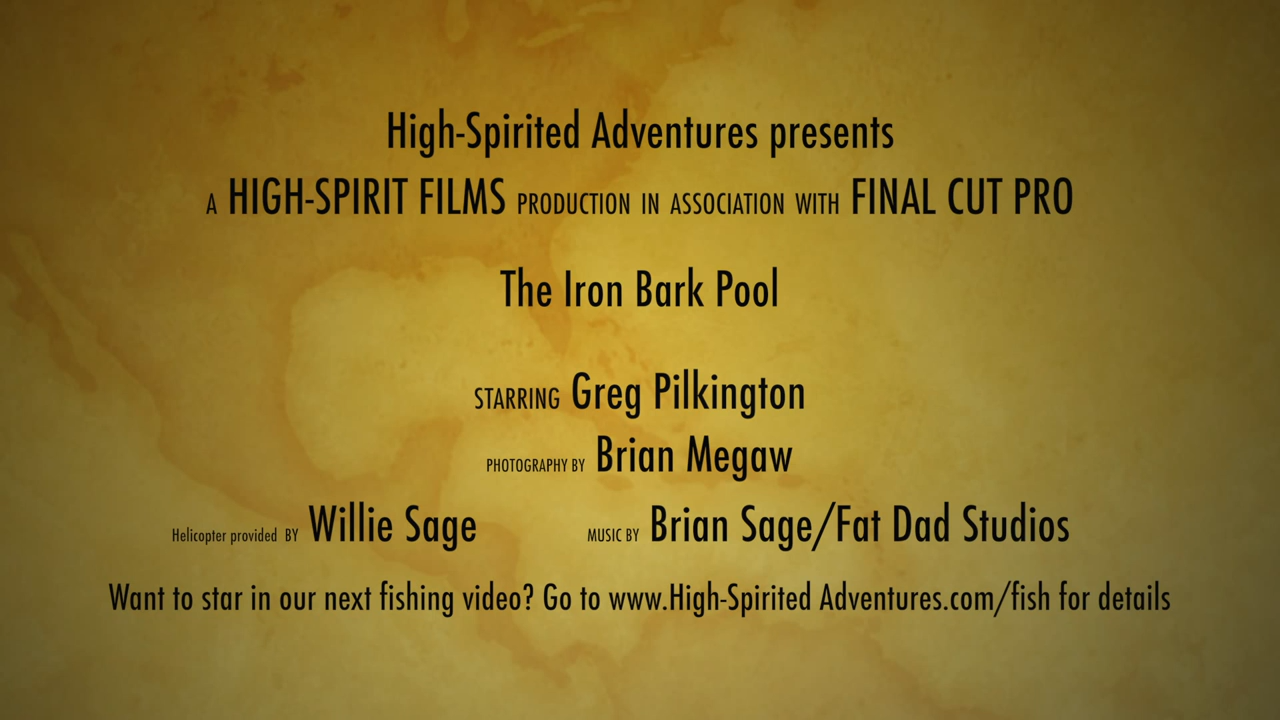 High-Spirited Adventures presents
A HIGH-SPIRIT FILMS PRODUCTION IN ASSOCIATION WITH FINAL CUT PRO
The Iron Bark Pool
STARRING Greg Pilkington
PHOTOGRAPHY BY Brian Megaw
Helicopter provided BY Willie Sage MUSIC BY Brian Sage/Fat Dad Studios
Want to star in our next fishing video? Go to www.High-Spirited Adventures.com/fish for details